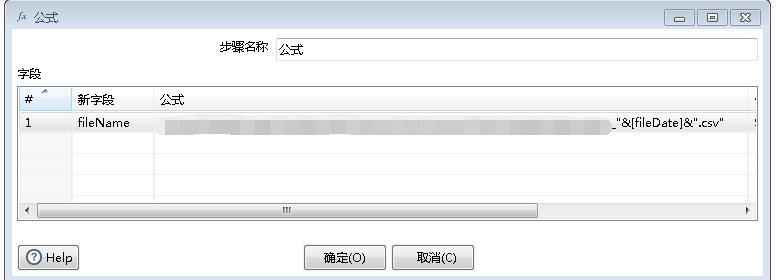 fx 公式
步骤名称 公式
字段
# 新字段 公式
1 fileName _"&[fileDate]&".csv"
Help 确定(O) 取消(C)